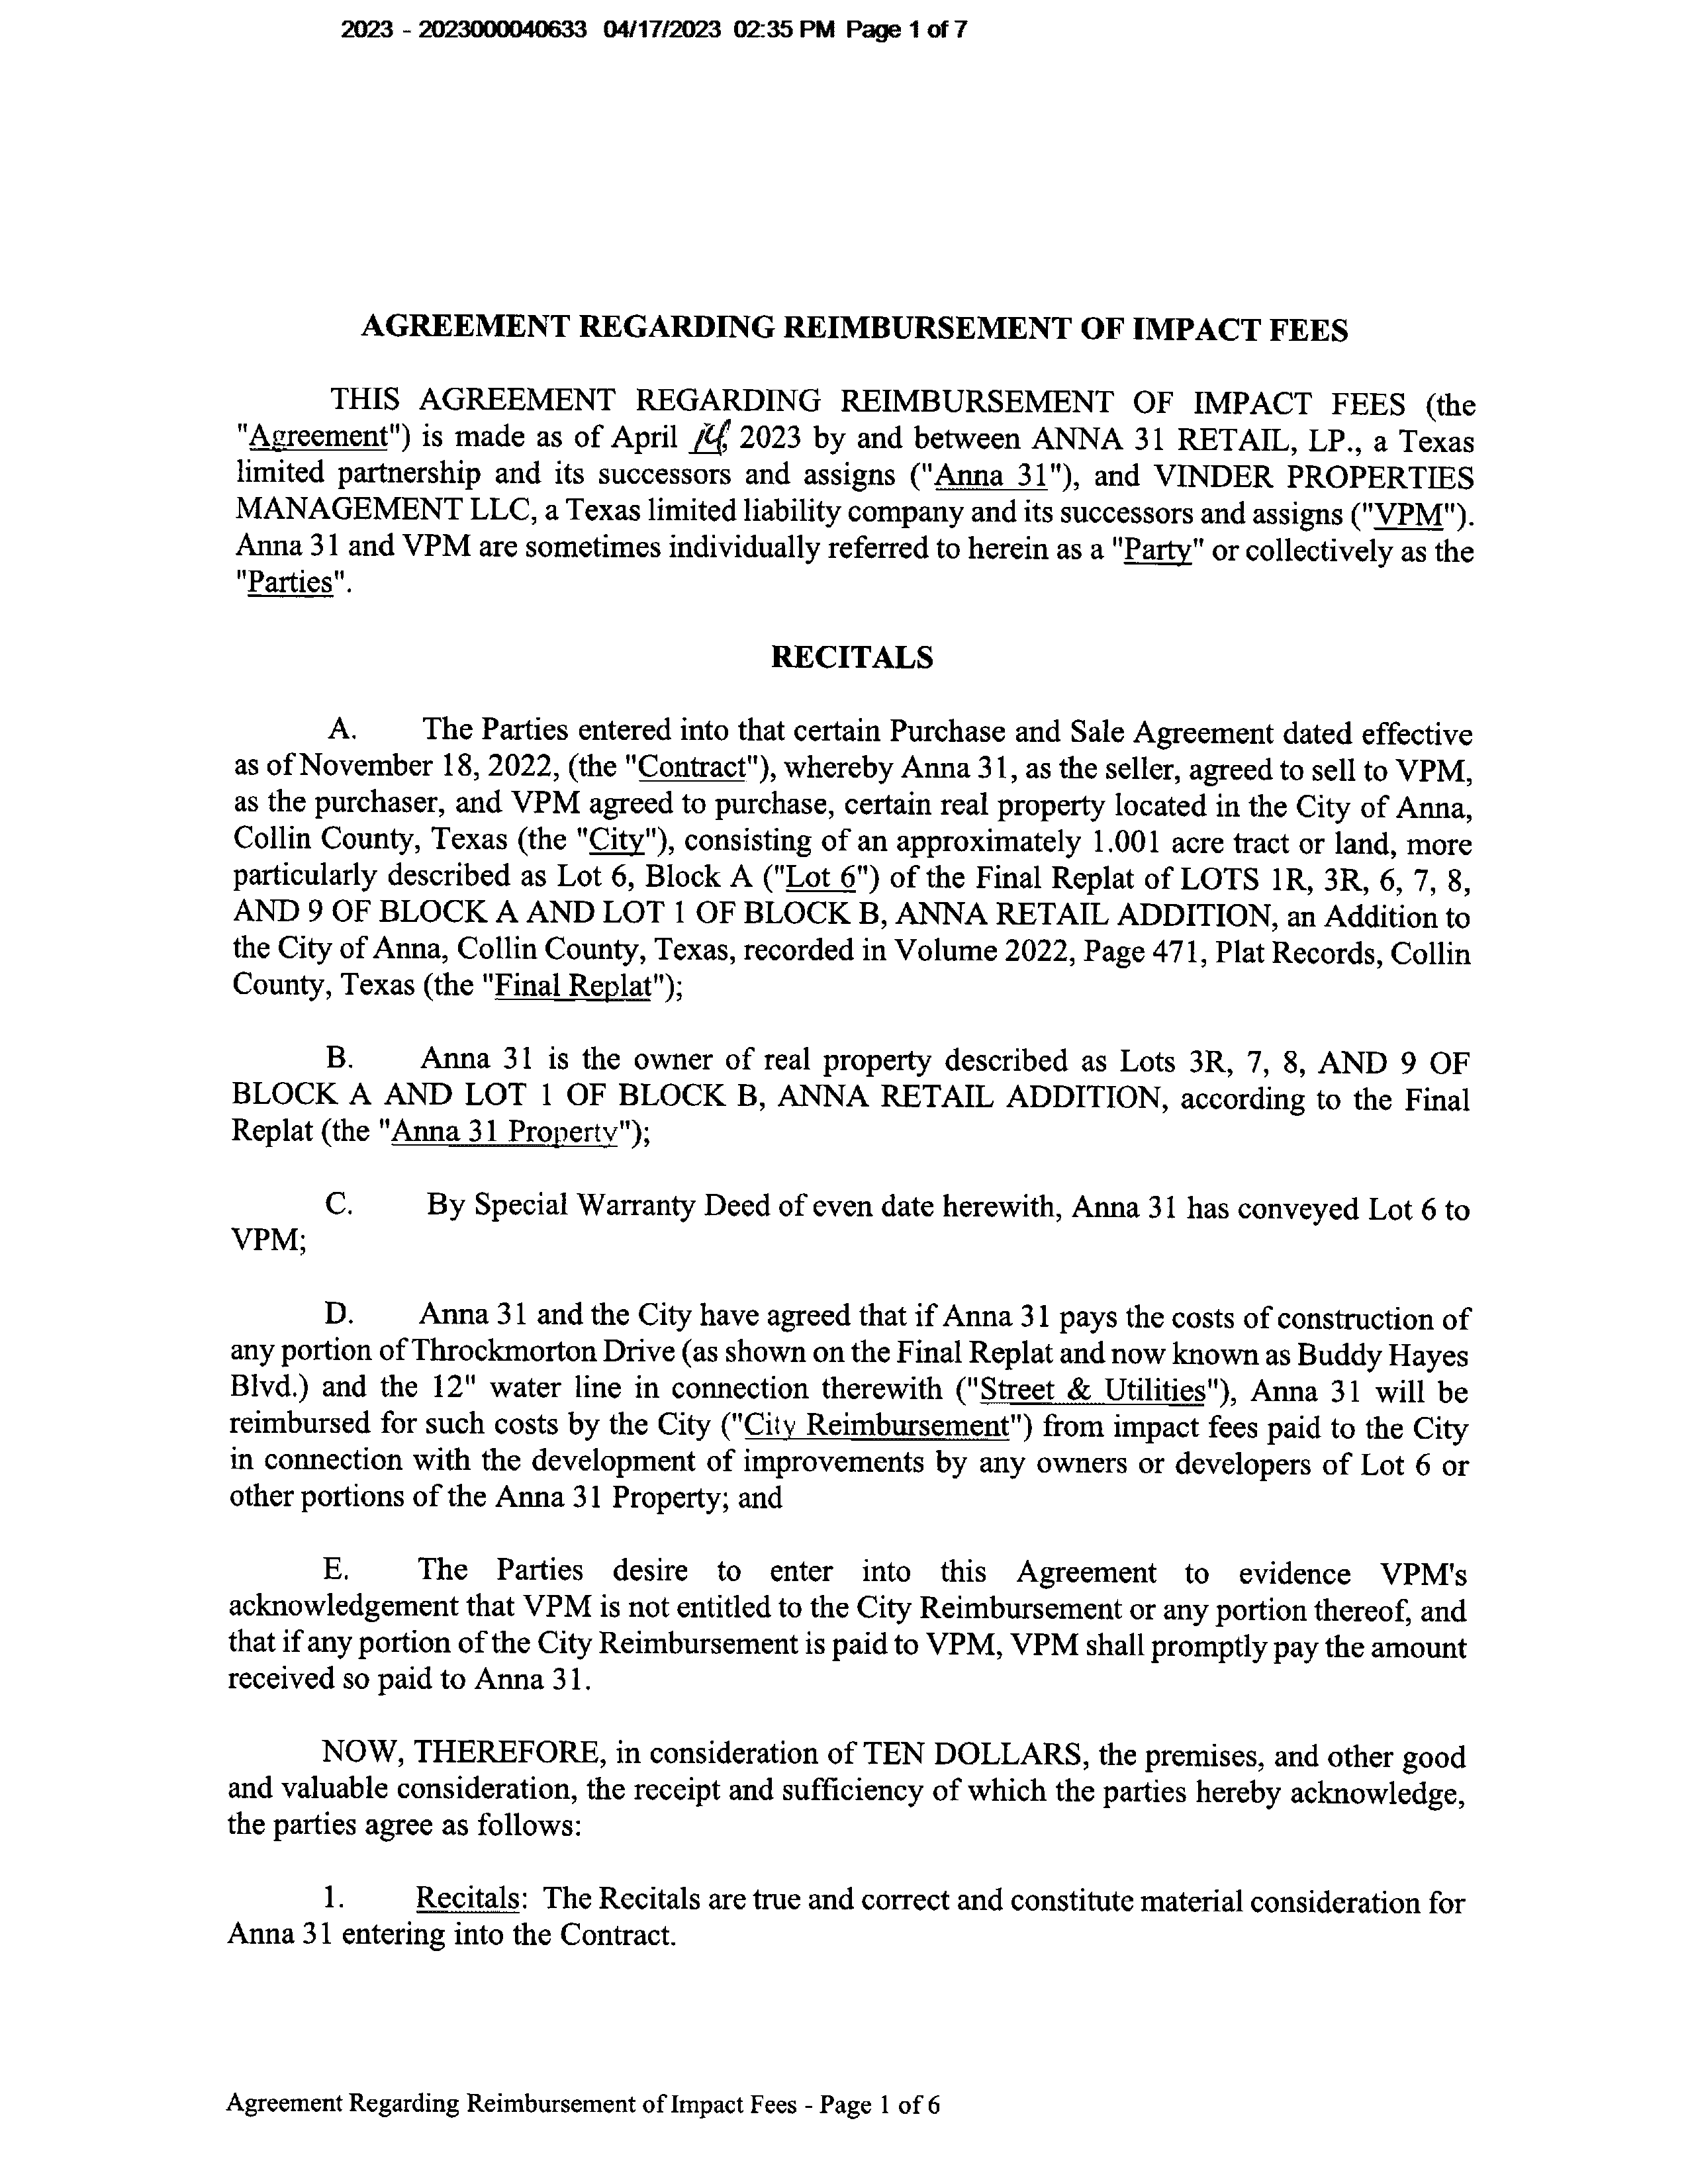 2023 - 2023000040633 04/17/2023 02:35 PM Page 1 of 7
AGREEMENT REGARDING REIMBURSEMENT OF IMPACT FEES
THIS AGREEMENT REGARDING REIMBURSEMENT OF IMPACT FEES (the
"Agreement") is made as of April 14, 2023 by and between ANNA 31 RETAIL, LP., a Texas
limited partnership and its successors and assigns ("Anna 31"), and VINDER PROPERTIES
MANAGEMENT LLC, a Texas limited liability company and its successors and assigns ("VPM").
Anna 31 and VPM are sometimes individually referred to herein as a "Party" or collectively as the
"Parties".
RECITALS
A. The Parties entered into that certain Purchase and Sale Agreement dated effective
as of November 18, 2022, (the "Contract"), whereby Anna 31, as the seller, agreed to sell to VPM,
as the purchaser, and VPM agreed to purchase, certain real property located in the City of Anna,
Collin County, Texas (the "City"), consisting of an approximately 1.001 acre tract or land, more
particularly described as Lot 6, Block A ("Lot 6") of the Final Replat of LOTS 1R, 3R, 6, 7, 8,
AND 9 OF BLOCK A AND LOT 1 OF BLOCK B, ANNA RETAIL ADDITION, an Addition to
the City of Anna, Collin County, Texas, recorded in Volume 2022, Page 471, Plat Records, Collin
County, Texas (the "Final Replat");
B. Anna 31 is the owner of real property described as Lots 3R, 7, 8, AND 9 OF
BLOCK A AND LOT 1 OF BLOCK B, ANNA RETAIL ADDITION, according to the Final
Replat (the "Anna 31 Property");
C. By Special Warranty Deed of even date herewith, Anna 31 has conveyed Lot 6 to
VPM;
D. Anna 31 and the City have agreed that if Anna 31 pays the costs of construction of
any portion of Throckmorton Drive (as shown on the Final Replat and now known as Buddy Hayes
Blvd.) and the 12" water line in connection therewith ("Street & Utilities"), Anna 31 will be
reimbursed for such costs by the City ("City Reimbursement") from impact fees paid to the City
in connection with the development of improvements by any owners or developers of Lot 6 or
other portions of the Anna 31 Property; and
E. The Parties desire to enter into this Agreement to evidence VPM's
acknowledgement that VPM is not entitled to the City Reimbursement or any portion thereof, and
that if any portion of the City Reimbursement is paid to VPM, VPM shall promptly pay the amount
received so paid to Anna 31.
NOW, THEREFORE, in consideration of TEN DOLLARS, the premises, and other good
and valuable consideration, the receipt and sufficiency of which the parties hereby acknowledge,
the parties agree as follows:
1. Recitals: The Recitals are true and correct and constitute material consideration for
Anna 31 entering into the Contract.
Agreement Regarding Reimbursement of Impact Fees - Page 1 of 6